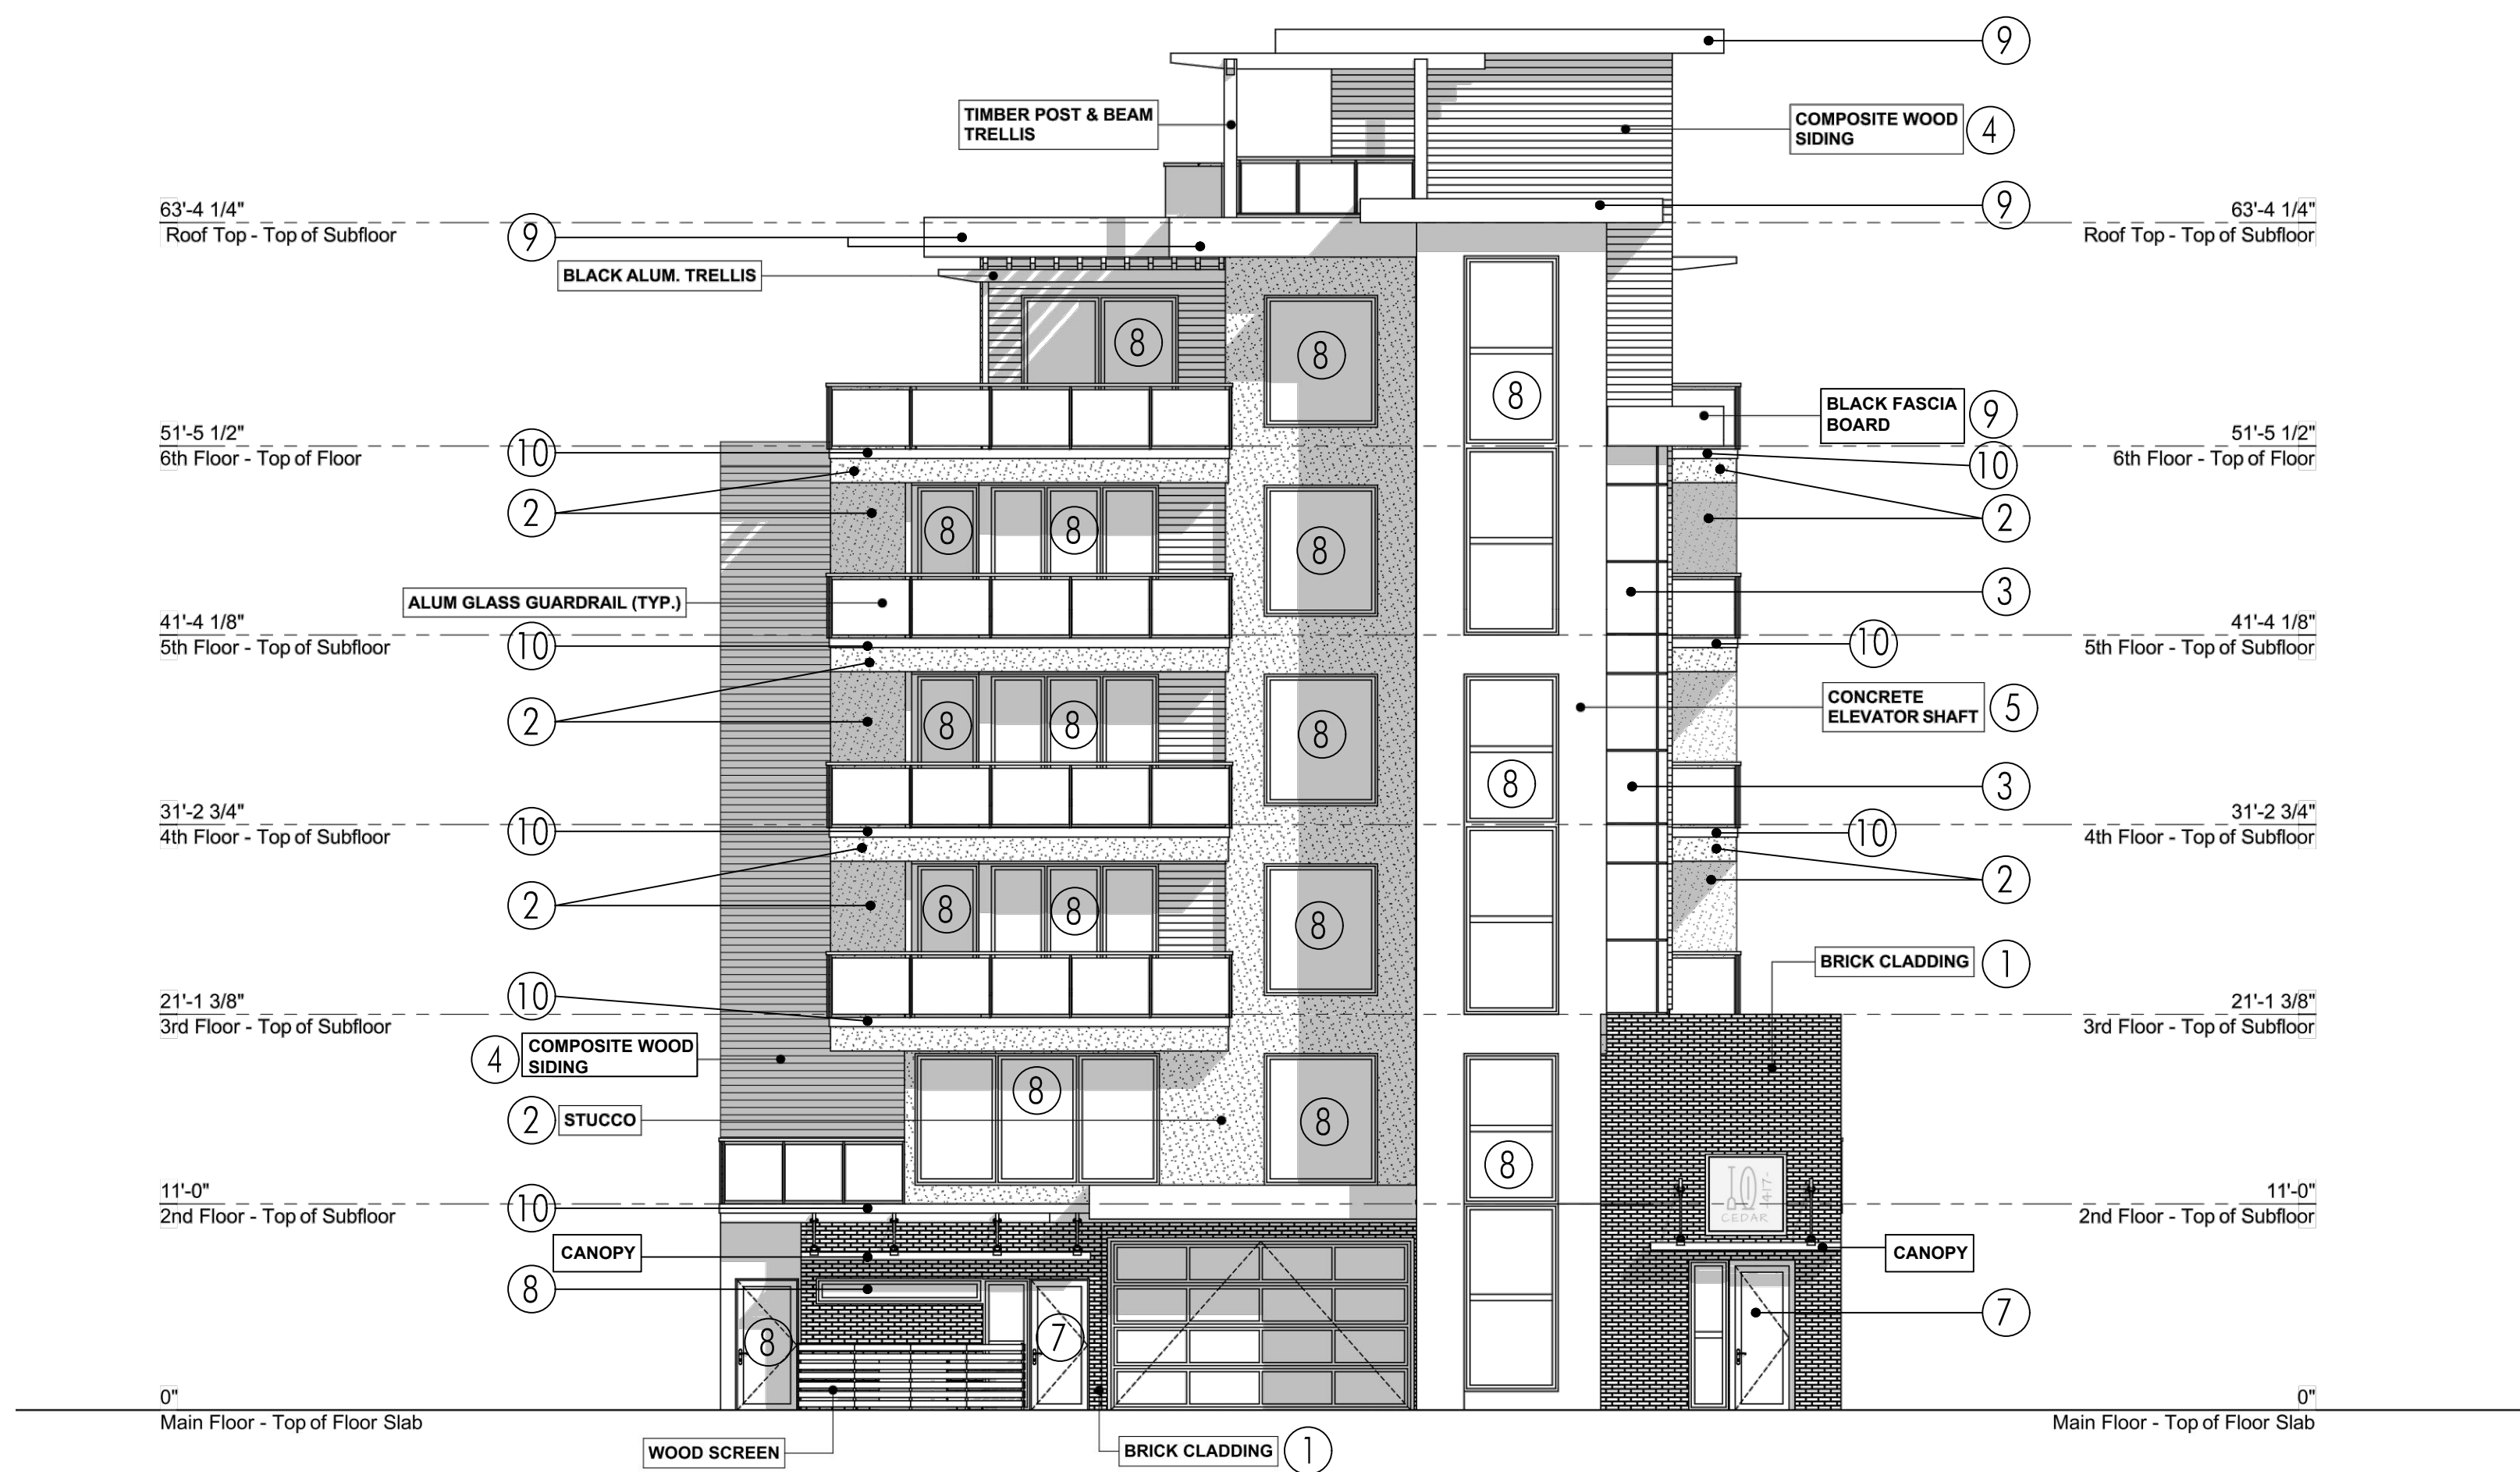 9
TIMBER POST & BEAM
TRELLIS
COMPOSITE WOOD
SIDING
4
9
63'-4 1/4"
Roof Top - Top of Subfloor
9
63'-4 1/4"
Roof Top - Top of Subfloor
BLACK ALUM. TRELLIS
8
8
8
BLACK FASCIA
BOARD
9
51'-5 1/2"
6th Floor - Top of Floor
10
51'-5 1/2"
6th Floor - Top of Floor
10
2
8
8
8
2
ALUM GLASS GUARDRAIL (TYP.)
3
41'-4 1/8"
5th Floor - Top of Subfloor
10
10
41'-4 1/8"
5th Floor - Top of Subfloor
2
8
8
8
CONCRETE
ELEVATOR SHAFT
5
8
3
31'-2 3/4"
4th Floor - Top of Subfloor
10
10
31'-2 3/4"
4th Floor - Top of Subfloor
2
8
8
8
2
BRICK CLADDING
1
21'-1 3/8"
3rd Floor - Top of Subfloor
10
21'-1 3/8"
3rd Floor - Top of Subfloor
4
COMPOSITE WOOD
SIDING
8
2
STUCCO
8
8
11'-0"
2nd Floor - Top of Subfloor
10
1417-
CEDAR
11'-0"
2nd Floor - Top of Subfloor
CANOPY
CANOPY
8
8
7
7
0"
Main Floor - Top of Floor Slab
0"
Main Floor - Top of Floor Slab
WOOD SCREEN
BRICK CLADDING
1